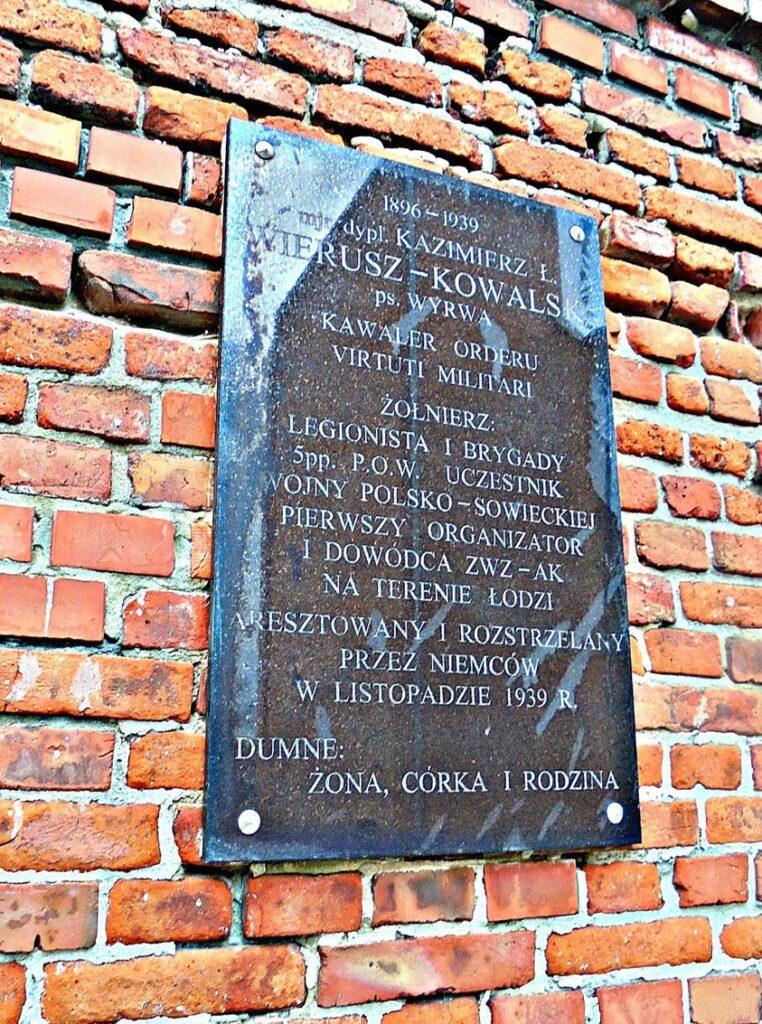 1896-1939
mjr dypl. KAZIMIERZ Ł.
WIERUSZ-KOWALSKI
ps. WYRWA
KAWALER ORDERU
VIRTUTI MILITARI
ŻOŁNIERZ:
LEGIONISTA I BRYGADY
5pp. P.O.W. UCZESTNIK
WOJNY POLSKO-SOWIECKIEJ
PIERWSZY ORGANIZATOR
I DOWÓDCA ZWZ-AK
NA TERENIE ŁODZI
ARESZTOWANY I ROZSTRZELANY
PRZEZ NIEMCÓW
W LISTOPADZIE 1939 R.
DUMNE:
ŻONA, CÓRKA I RODZINA